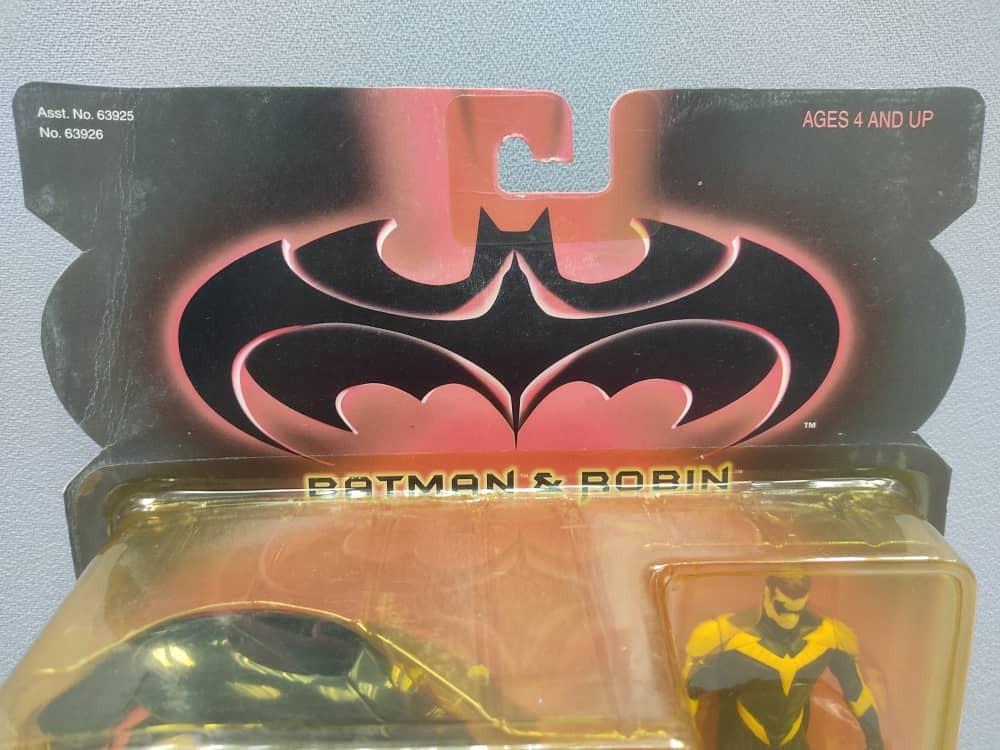 Asst. No. 63925
No. 63926
AGES 4 AND UP
TM
BATMAN & ROBIN